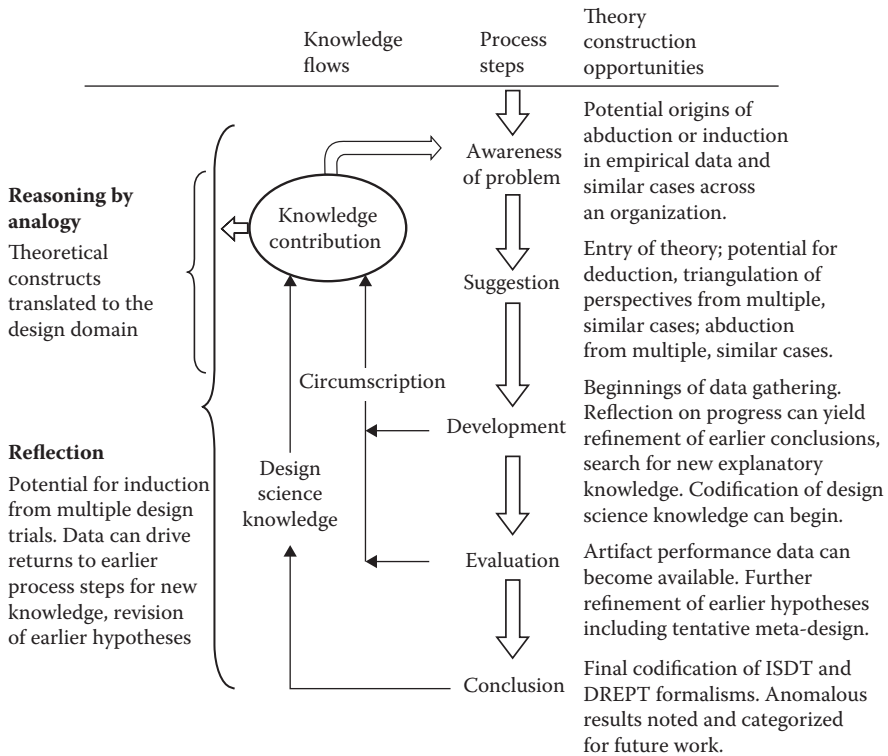 Knowledge
flows
Process
steps
Theory
construction
opportunities
Reasoning by
analogy
Theoretical
constructs
translated to the
design domain
Reflection
Potential for induction
from multiple design
trials. Data can drive
returns to earlier
process steps for new
knowledge, revision
of earlier hypotheses
Knowledge
contribution
Circumscription
Design
science
knowledge
Awareness
of problem
Suggestion
Development
Evaluation
Conclusion
Potential origins of
abduction or induction
in empirical data and
similar cases across
an organization.
Entry of theory; potential for
deduction, triangulation of
perspectives from multiple,
similar cases; abduction
from multiple, similar cases.
Beginnings of data gathering.
Reflection on progress can yield
refinement of earlier conclusions,
search for new explanatory
knowledge. Codification of design
science knowledge can begin.
Artifact performance data can
become available. Further
refinement of earlier hypotheses
including tentative meta-design.
Final codification of ISDT and
DREPT formalisms. Anomalous
results noted and categorized
for future work.